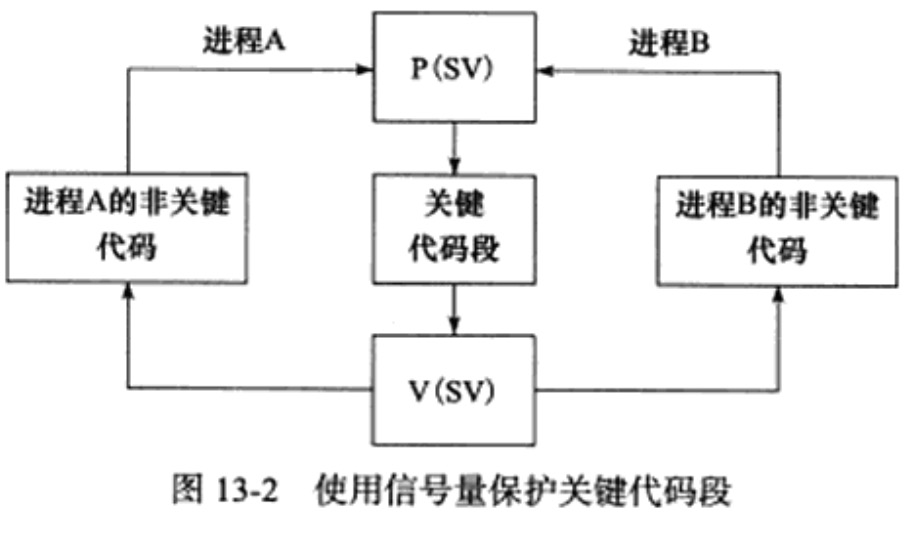 进程A
P(SV)
进程B
进程A的非关键
代码
关键
代码段
进程B的非关键
代码
V(SV)
图 13-2 使用信号量保护关键代码段